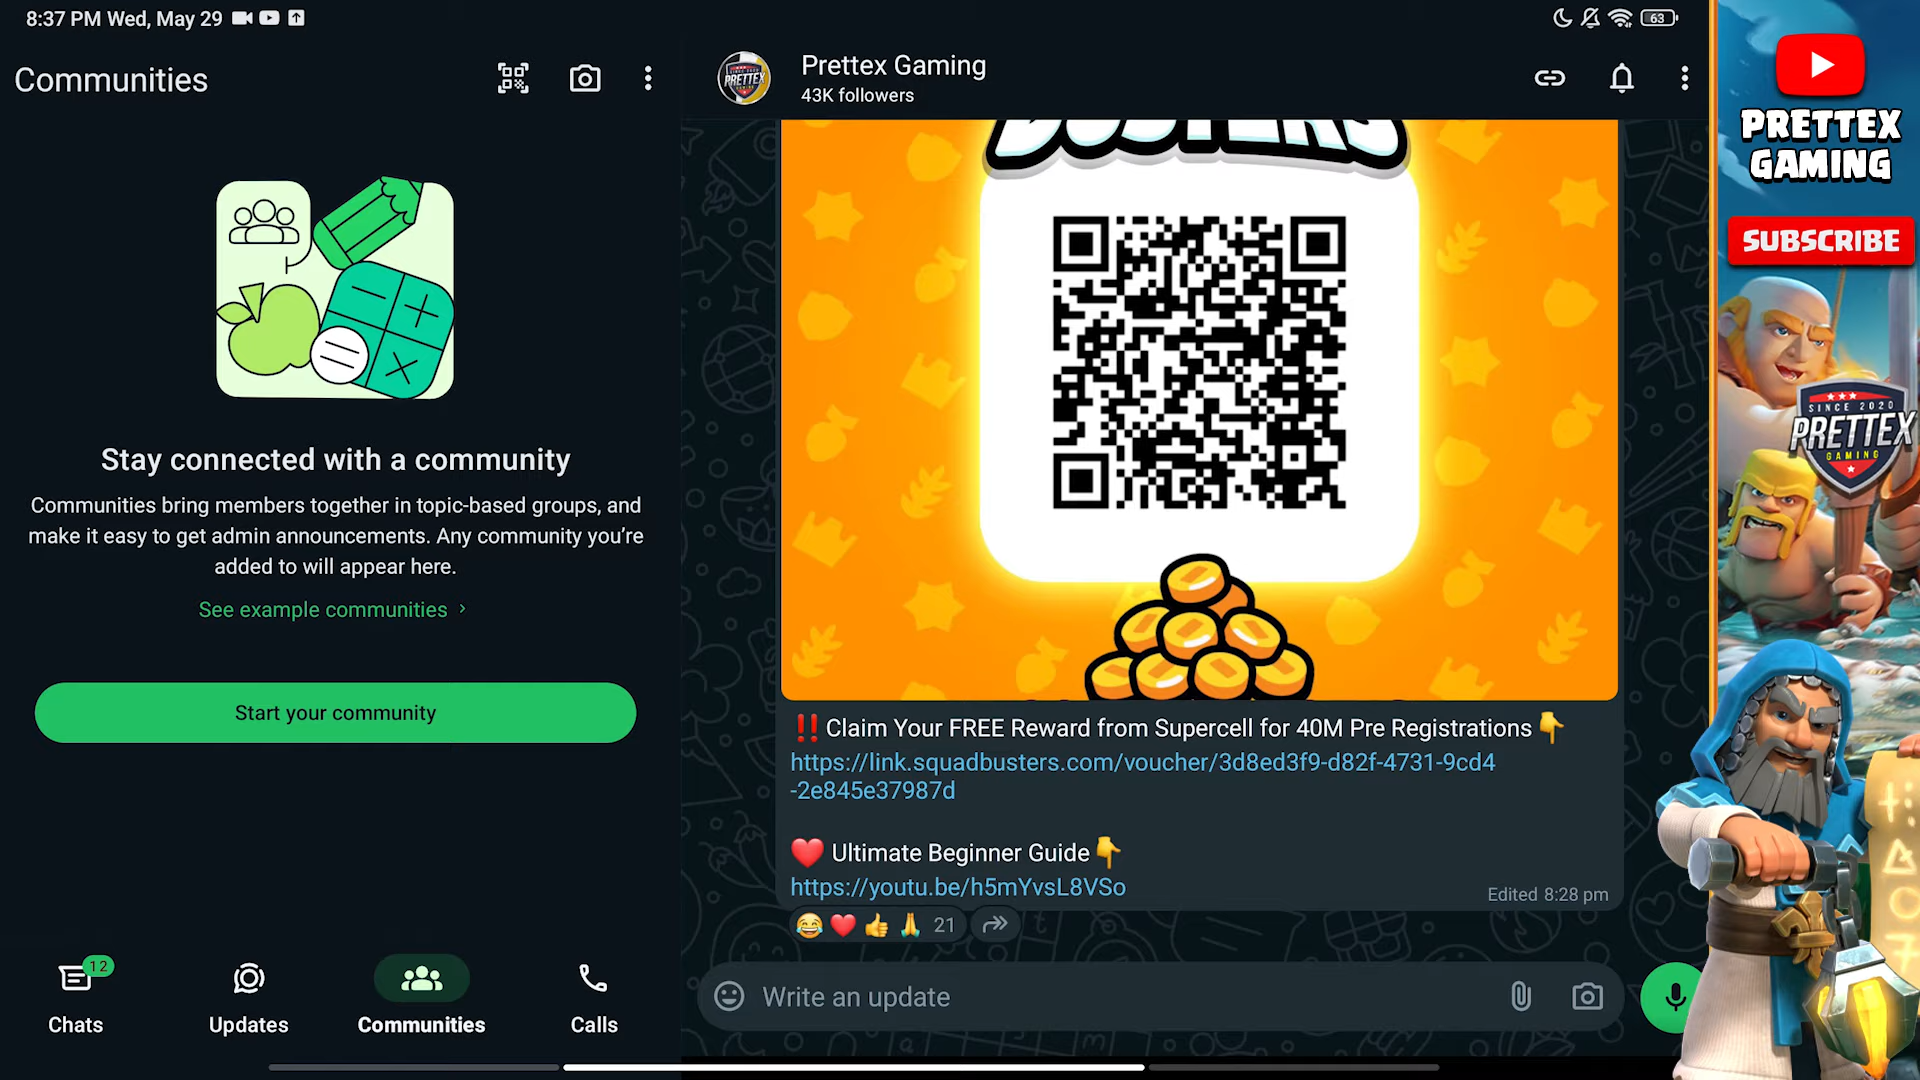 8:37 PM Wed, May 29
63
Communities
Stay connected with a community
Communities bring members together in topic-based groups, and
make it easy to get admin announcements. Any community you're
added to will appear here.
See example communities
Start your community
12
Chats
Updates
Communities
Calls
Prettex Gaming
43K followers
PRETTEX
BUSTERS
‼️Claim Your FREE Reward from Supercell for 40M Pre Registrations👇
https://link.squadbusters.com/voucher/3d8ed3f9-d82f-4731-9cd4
-2e845e37987d
❤️ Ultimate Beginner Guide👇
https://youtu.be/h5mYvsL8VSo
Edited 8:28 pm
😂 ❤️ 👍 🙏 21
Write an update
PRETTEX
GAMING
SUBSCRIBE
SINCE 2020
PRETTEX
GAMING